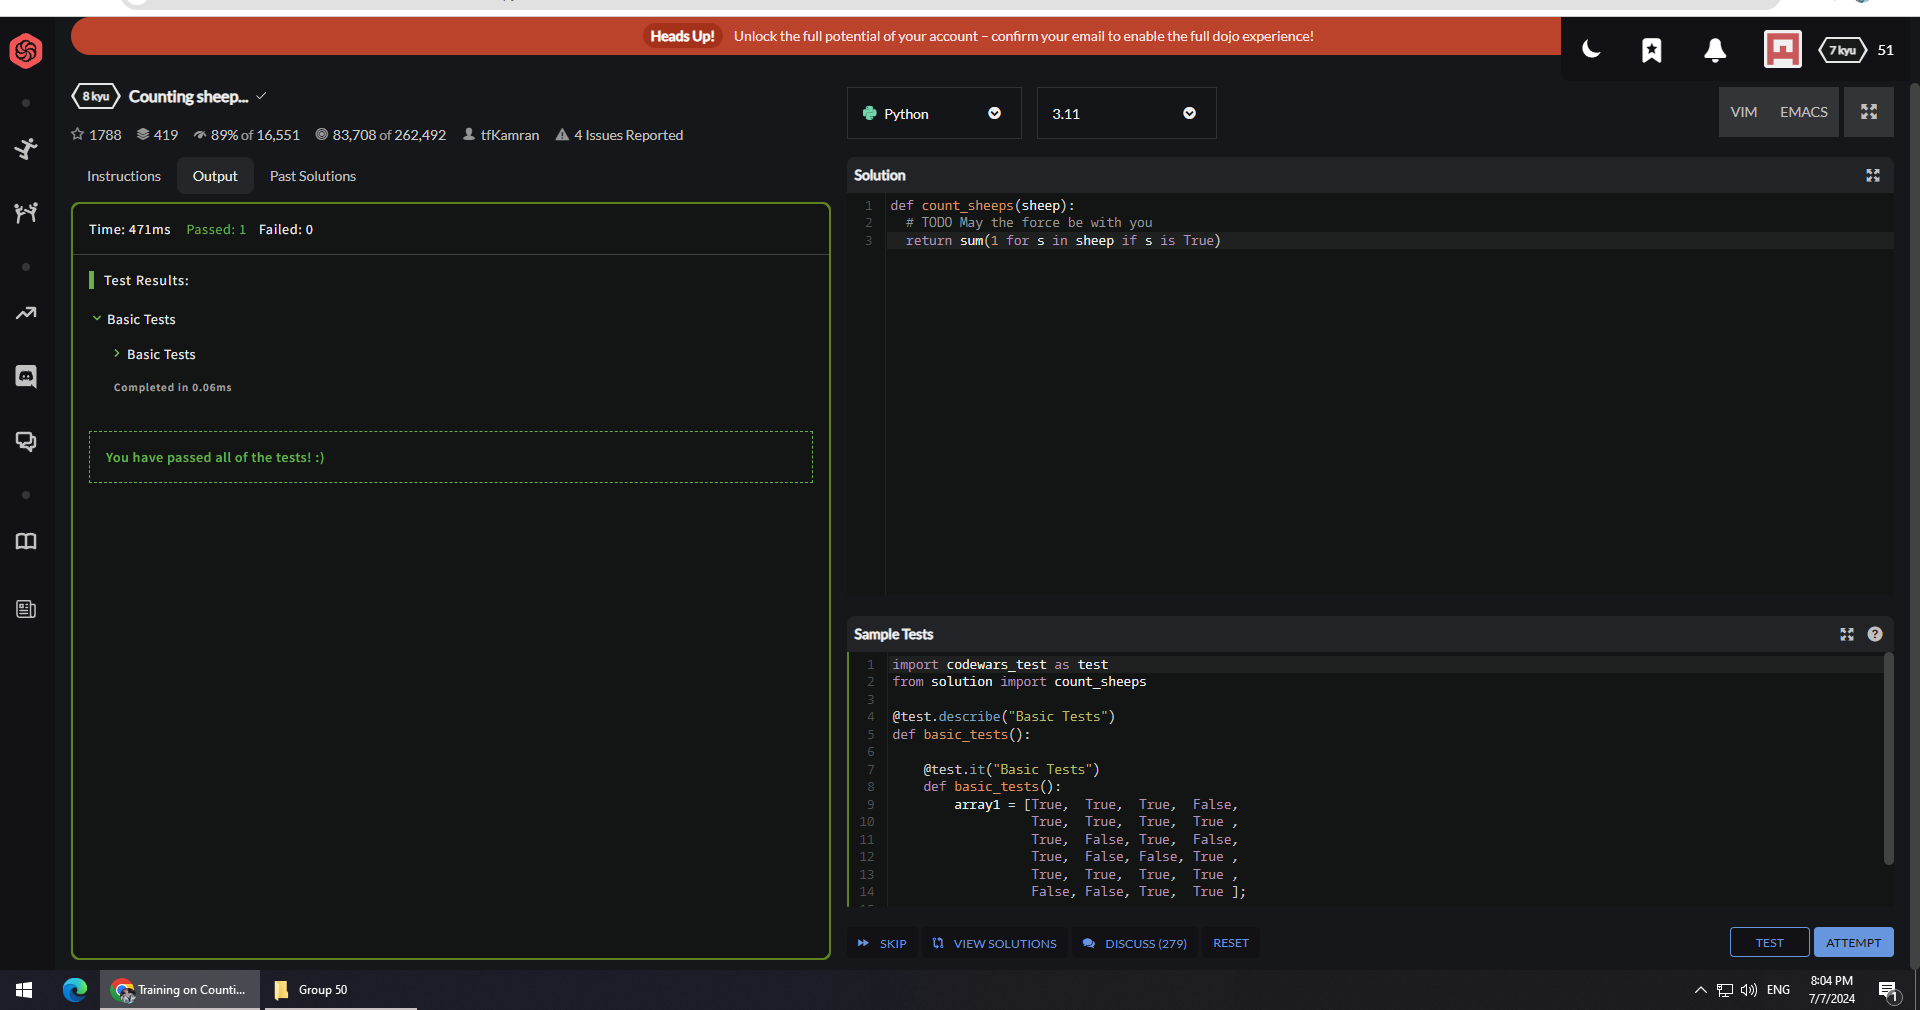 Heads Up! Unlock the full potential of your account – confirm your email to enable the full dojo experience!
7 kyu 51
8 kyu Counting sheep...
1788 419 89% of 16,551 83,708 of 262,492 tfKamran 4 Issues Reported
Instructions Output Past Solutions
Time: 471ms Passed: 1 Failed: 0
Test Results:
Basic Tests
Basic Tests
Completed in 0.06ms
You have passed all of the tests! :)
Python 3.11 VIM EMACS
Solution
1 def count_sheeps(sheep):
2   # TODO May the force be with you
3   return sum(1 for s in sheep if s is True)
Sample Tests ?
1 import codewars_test as test
2 from solution import count_sheeps
3
4 @test.describe("Basic Tests")
5 def basic_tests():
6
7     @test.it("Basic Tests")
8     def basic_tests():
9         array1 = [True,  True,  True,  False,
10                   True,  True,  True,  True ,
11                   True,  False, True,  False,
12                   True,  False, False, True ,
13                   True,  True,  True,  True ,
14                   False, False, True,  True ];
SKIP VIEW SOLUTIONS DISCUSS (279) RESET TEST ATTEMPT
Training on Counti... Group 50 ENG 8:04 PM
7/7/2024 1